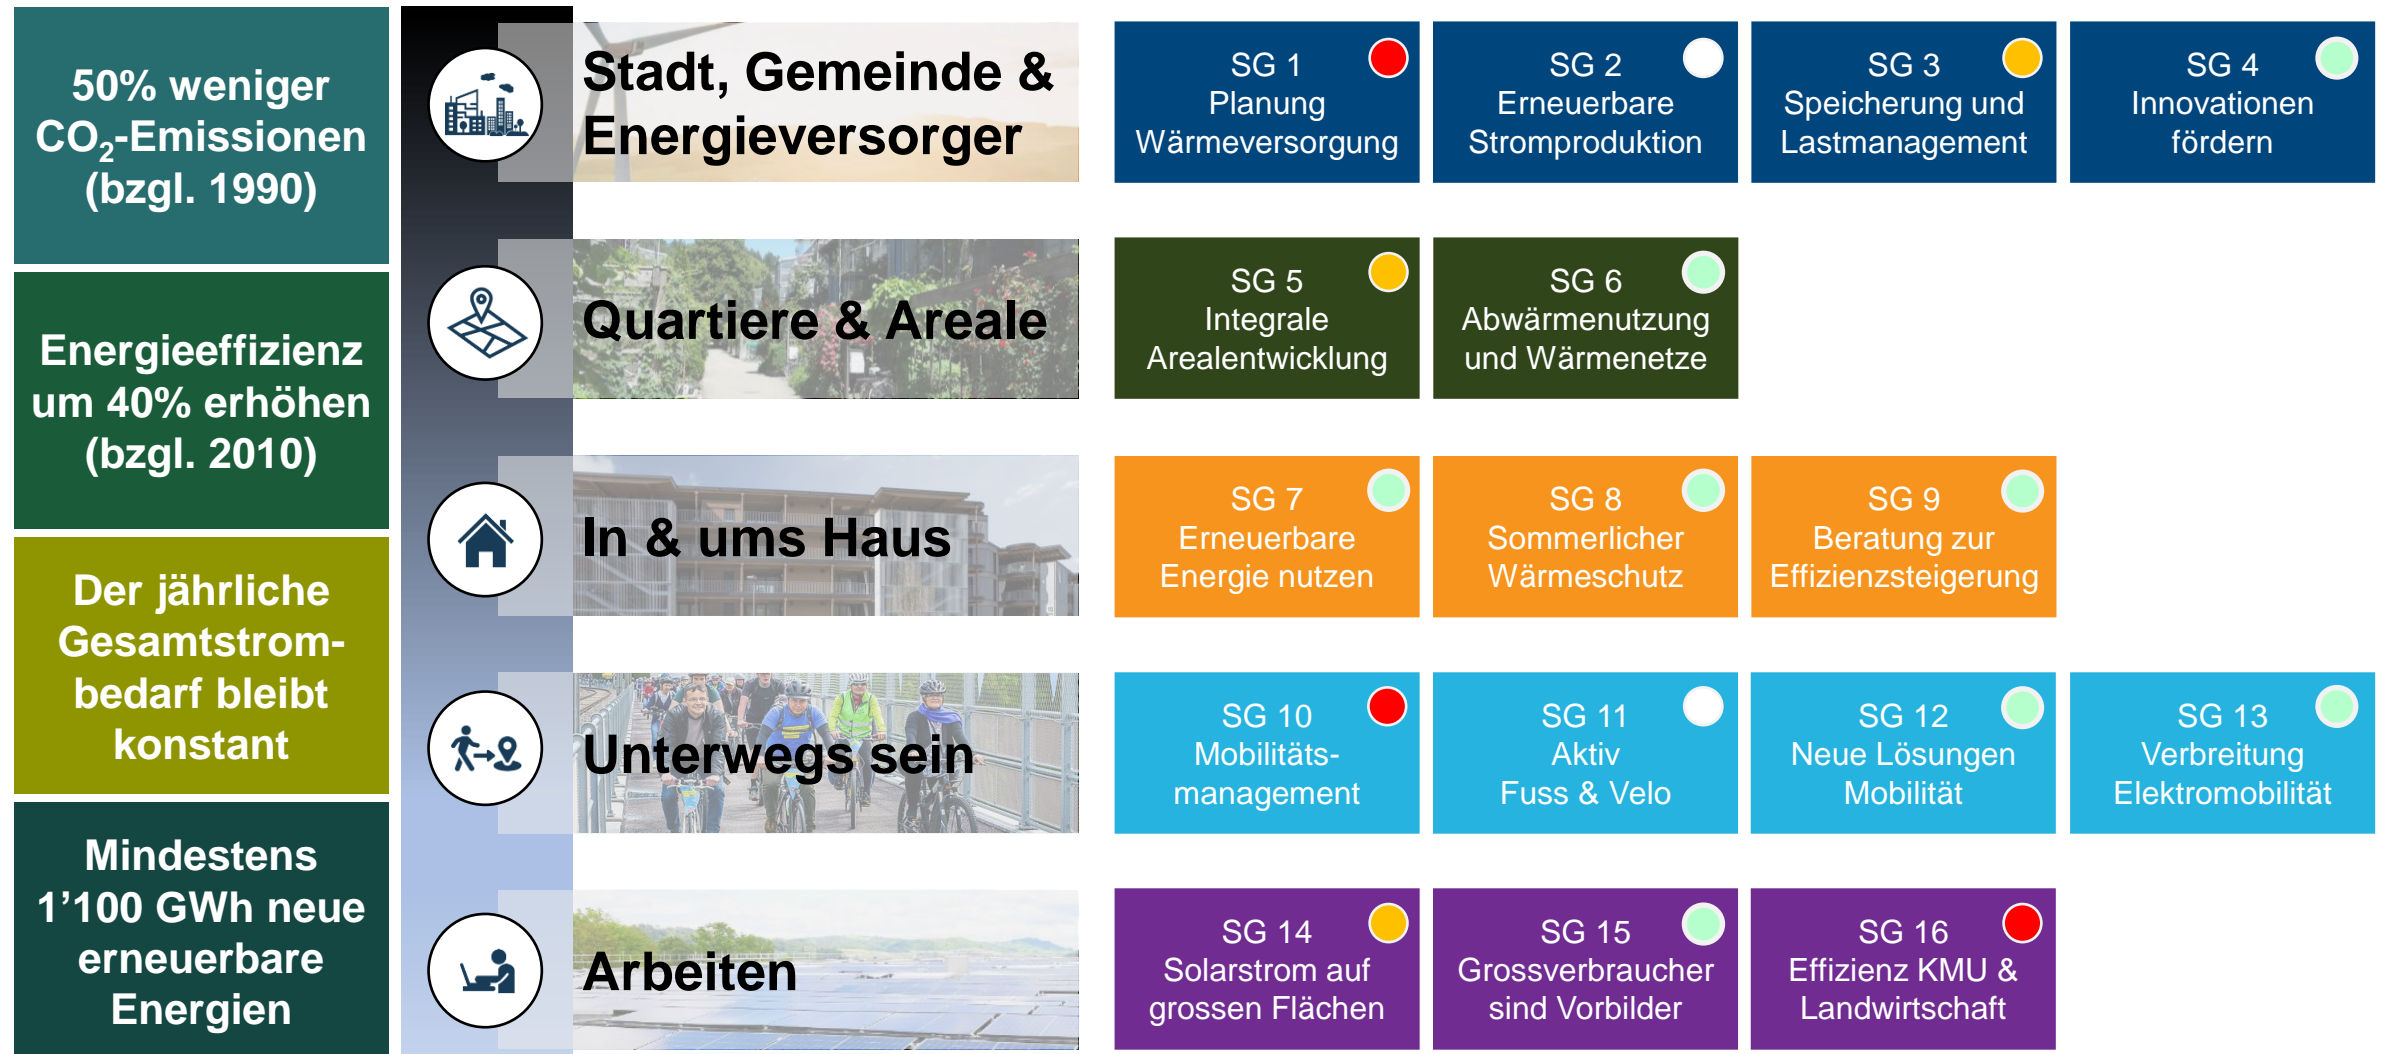 50% weniger
CO₂-Emissionen
(bzgl. 1990)
Energieeffizienz
um 40% erhöhen
(bzgl. 2010)
Der jährliche
Gesamtstrom-
bedarf bleibt
konstant
Mindestens
1’100 GWh neue
erneuerbare
Energien
Stadt, Gemeinde &
Energieversorger
SG 1
Planung
Wärmeversorgung
SG 2
Erneuerbare
Stromproduktion
SG 3
Speicherung und
Lastmanagement
SG 4
Innovationen
fördern
Quartiere & Areale
SG 5
Integrale
Arealentwicklung
SG 6
Abwärmenutzung
und Wärmenetze
In & ums Haus
SG 7
Erneuerbare
Energie nutzen
SG 8
Sommerlicher
Wärmeschutz
SG 9
Beratung zur
Effizienzsteigerung
Unterwegs sein
SG 10
Mobilitäts-
management
SG 11
Aktiv
Fuss & Velo
SG 12
Neue Lösungen
Mobilität
SG 13
Verbreitung
Elektromobilität
Arbeiten
SG 14
Solarstrom auf
grossen Flächen
SG 15
Grossverbraucher
sind Vorbilder
SG 16
Effizienz KMU &
Landwirtschaft